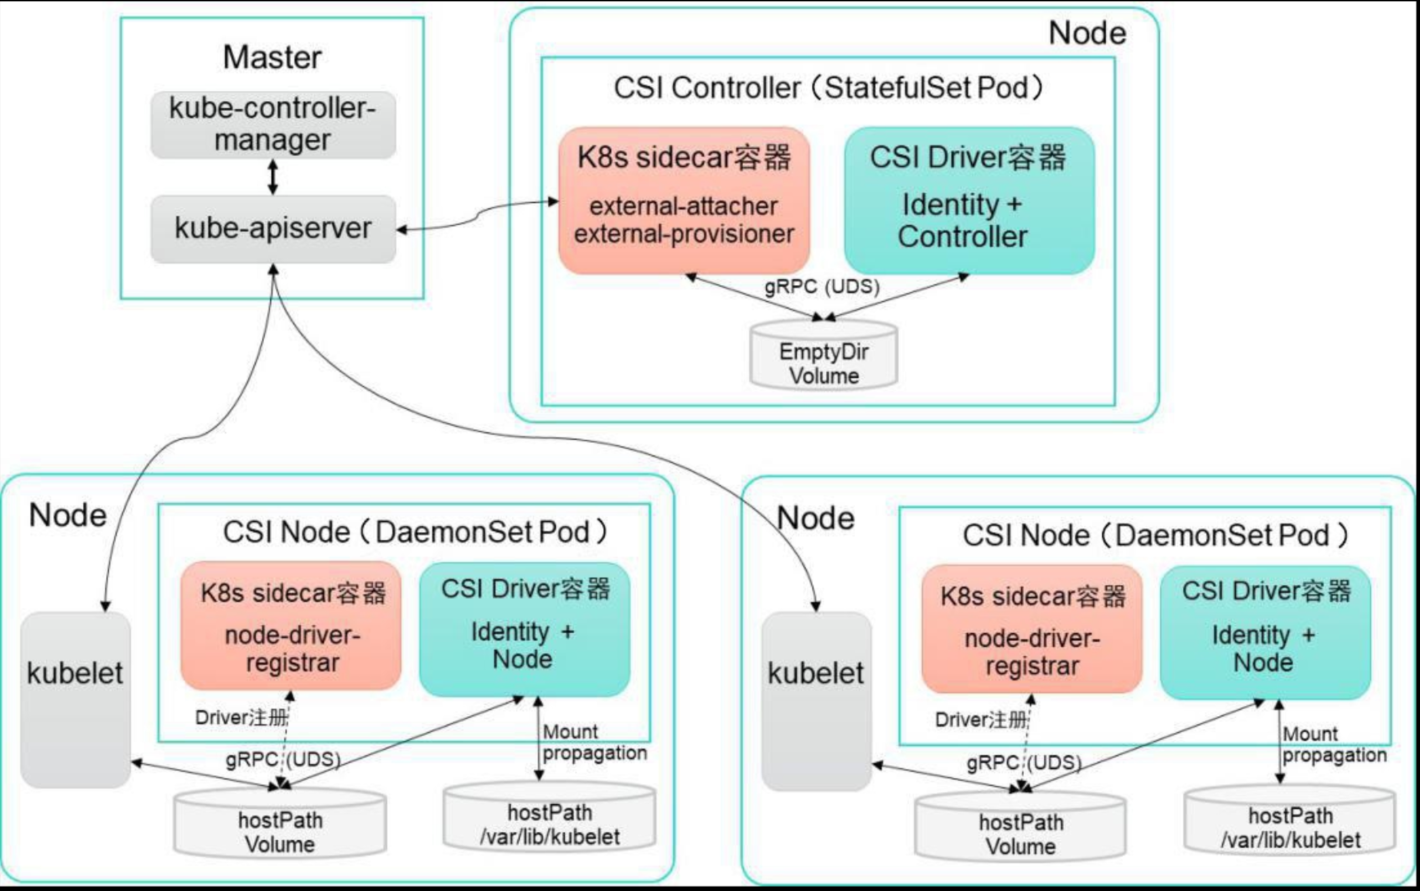 Master
kube-controller-
manager
kube-apiserver
Node
CSI Controller（StatefulSet Pod）
K8s sidecar容器
external-attacher
external-provisioner
CSI Driver容器
Identity +
Controller
gRPC (UDS)
EmptyDir
Volume
Node
CSI Node（DaemonSet Pod）
kubelet
K8s sidecar容器
node-driver-
registrar
CSI Driver容器
Identity +
Node
Driver注册
gRPC (UDS)
Mount
propagation
hostPath
Volume
hostPath
/var/lib/kubelet
Node
CSI Node（DaemonSet Pod）
kubelet
K8s sidecar容器
node-driver-
registrar
CSI Driver容器
Identity +
Node
Driver注册
gRPC (UDS)
Mount
propagation
hostPath
Volume
hostPath
/var/lib/kubelet